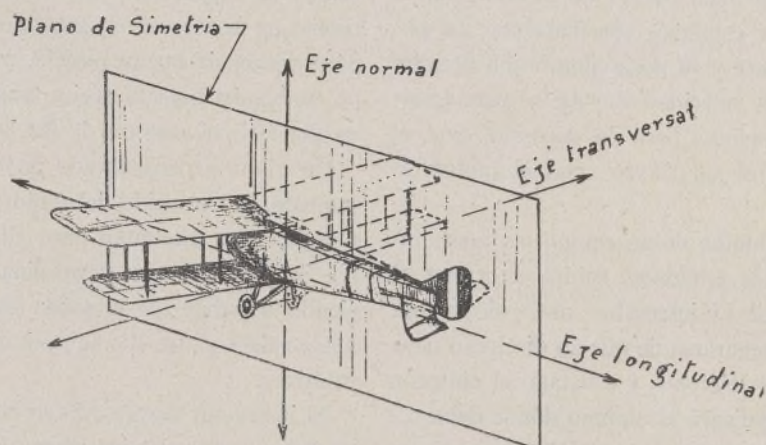 Plano de Simetria
Eje normal
Eje transversal
Eje longitudinal